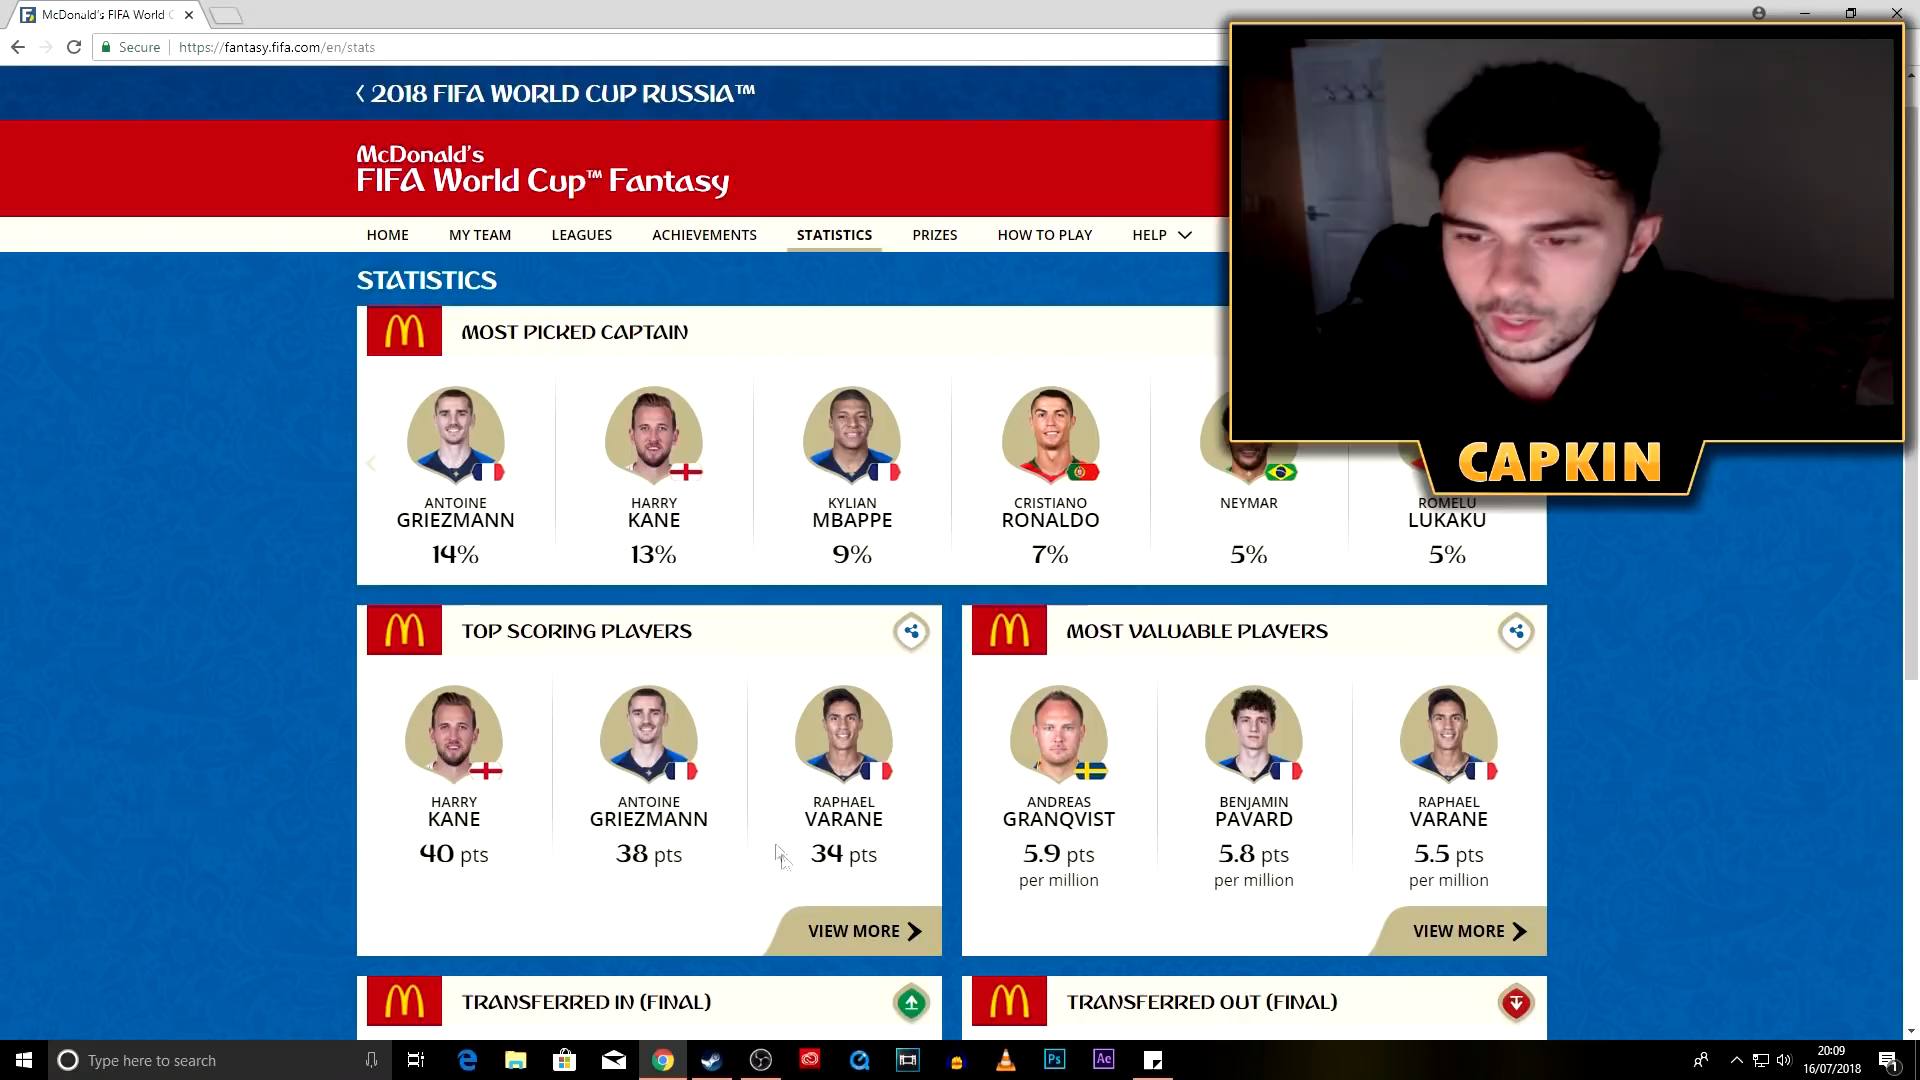 McDonald's FIFA World C
Secure
https://fantasy.fifa.com/en/stats
2018 FIFA WORLD CUP RUSSIA™
McDonald's
FIFA World Cup™ Fantasy
HOME
MY TEAM
LEAGUES
ACHIEVEMENTS
STATISTICS
PRIZES
HOW TO PLAY
HELP
STATISTICS
MOST PICKED CAPTAIN
CAPKIN
ANTOINE
GRIEZMANN
14%
HARRY
KANE
13%
KYLIAN
MBAPPE
9%
CRISTIANO
RONALDO
7%
NEYMAR
5%
ROMELU
LUKAKU
5%
TOP SCORING PLAYERS
HARRY
KANE
40 pts
ANTOINE
GRIEZMANN
38 pts
RAPHAEL
VARANE
34 pts
VIEW MORE
MOST VALUABLE PLAYERS
ANDREAS
GRANQVIST
5.9 pts
per million
BENJAMIN
PAVARD
5.8 pts
per million
RAPHAEL
VARANE
5.5 pts
per million
VIEW MORE
TRANSFERRED IN (FINAL)
TRANSFERRED OUT (FINAL)
Type here to search
Ps
Ae
20:09
16/07/2018
1